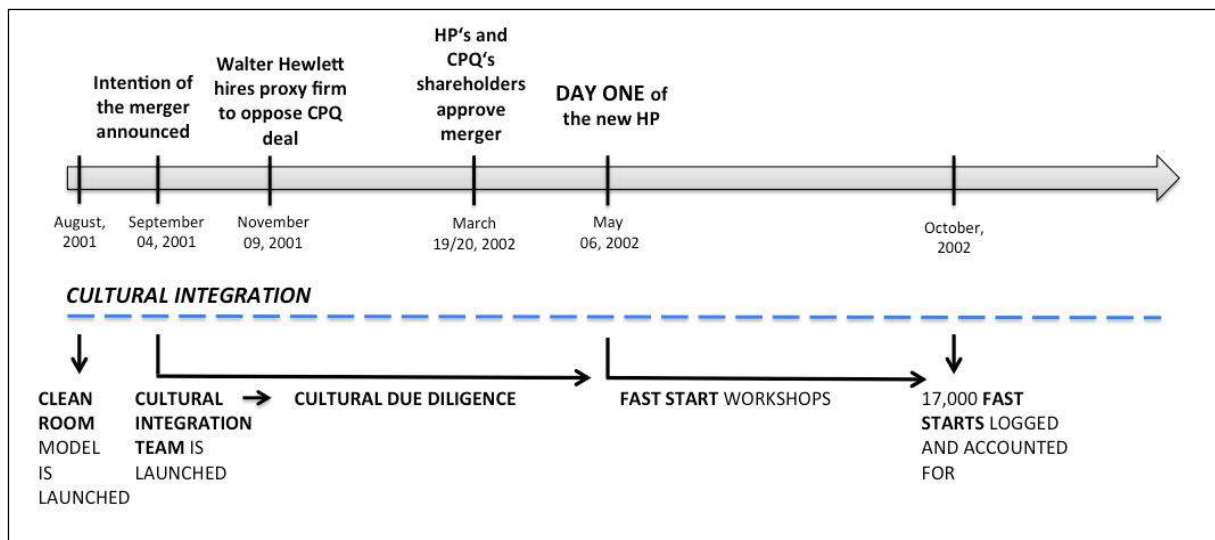 Intention of
the merger
announced
Walter Hewlett
hires proxy firm
to oppose CPQ
deal
HP‘s and
CPQ‘s
shareholders
approve
merger
DAY ONE of
the new HP
August,
2001
September
04, 2001
November
09, 2001
March
19/20, 2002
May
06, 2002
October,
2002
CULTURAL INTEGRATION
CLEAN
ROOM
MODEL
IS
LAUNCHED
CULTURAL
INTEGRATION
TEAM IS
LAUNCHED
CULTURAL DUE DILIGENCE
FAST START WORKSHOPS
17,000 FAST
STARTS LOGGED
AND ACCOUNTED
FOR